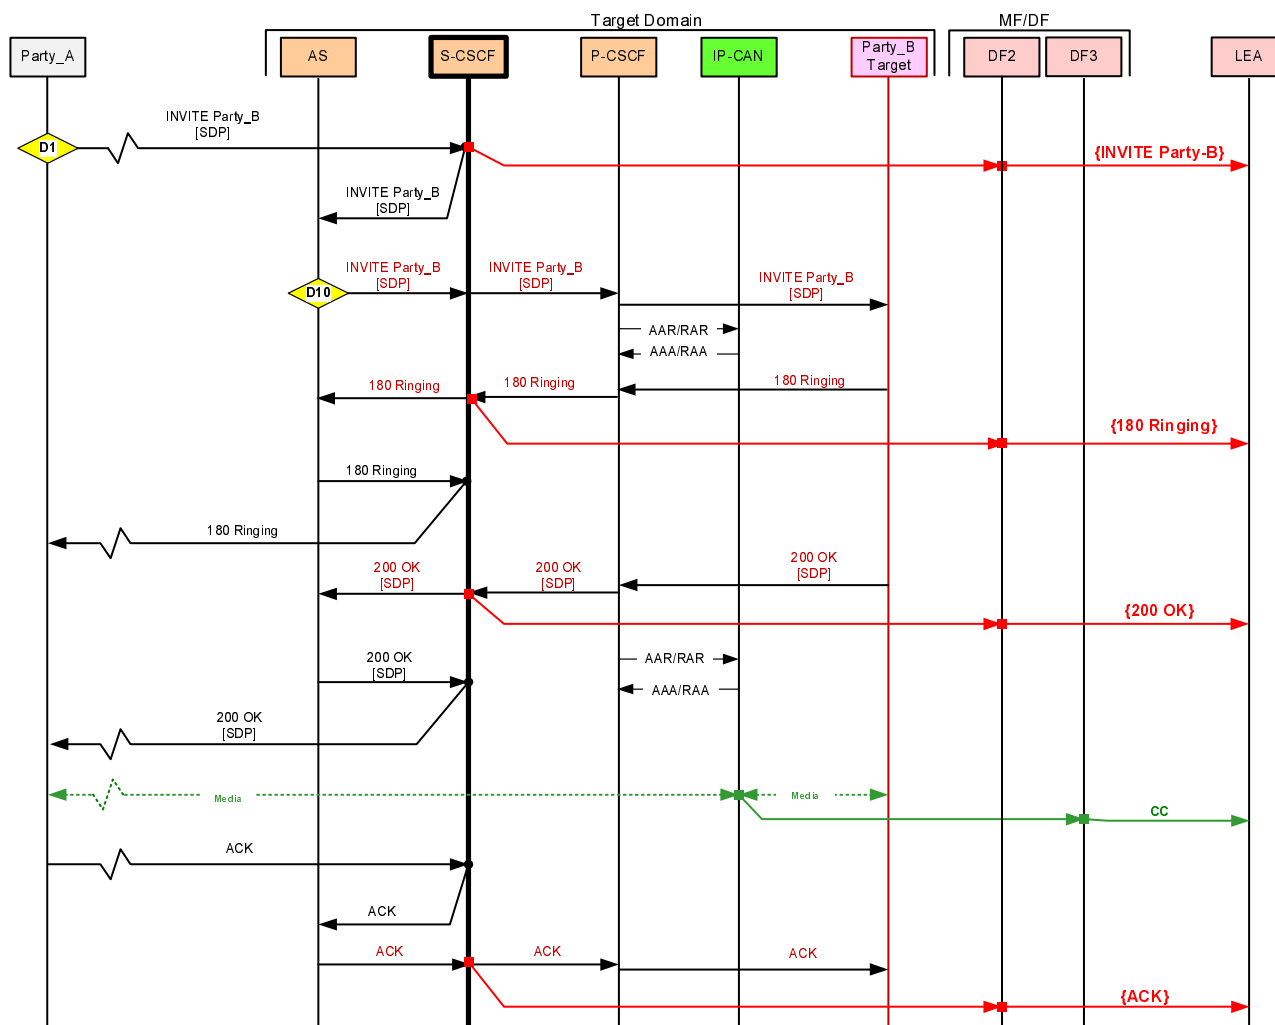 Target Domain
MF/DF
Party_A
AS
S-CSCF
P-CSCF
IP-CAN
Party_B
Target
DF2
DF3
LEA
INVITE Party_B
[SDP]
D1
{INVITE Party-B}
INVITE Party_B
[SDP]
INVITE Party_B
[SDP]
INVITE Party_B
[SDP]
INVITE Party_B
[SDP]
D10
AAR/RAR
AAA/RAA
180 Ringing
180 Ringing
180 Ringing
{180 Ringing}
180 Ringing
180 Ringing
200 OK
[SDP]
200 OK
[SDP]
200 OK
[SDP]
{200 OK}
200 OK
[SDP]
AAR/RAR
AAA/RAA
200 OK
[SDP]
Media
Media
CC
ACK
ACK
ACK
ACK
ACK
{ACK}